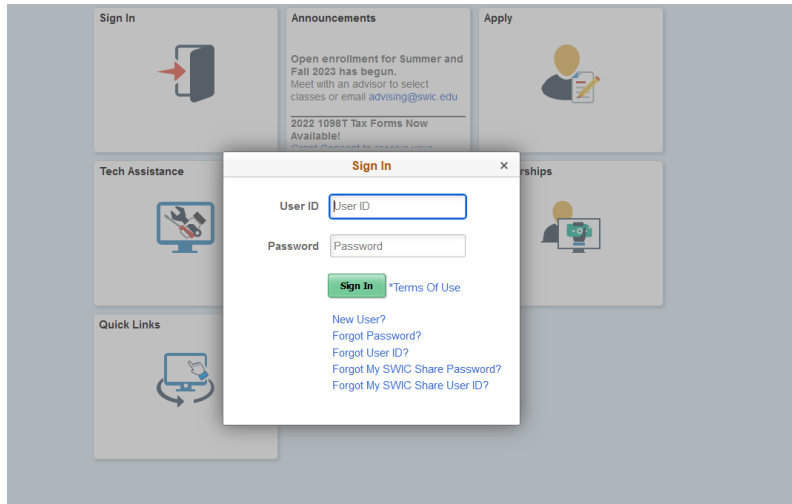 Sign In
Announcements
Apply
Open enrollment for Summer and
Fall 2023 has begun.
Meet with an advisor to select
classes or email advising@swic.edu
2022 1098T Tax Forms Now
Available!
Tech Assistance
rships
Quick Links
Sign In
×
User ID
User ID
Password
Password
Sign In *Terms Of Use
New User?
Forgot Password?
Forgot User ID?
Forgot My SWIC Share Password?
Forgot My SWIC Share User ID?